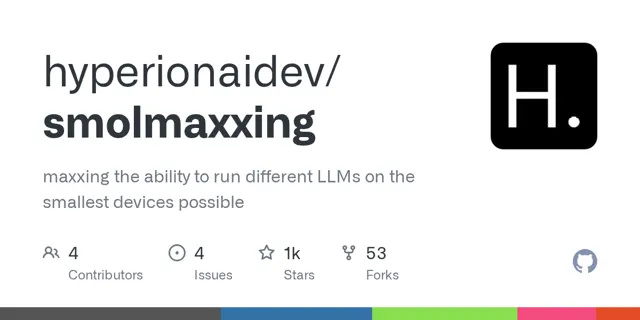 hyperionaidev/
smolmaxxing
H.
maxxing the ability to run different LLMs on the
smallest devices possible
4
Contributors
4
Issues
1k
Stars
53
Forks